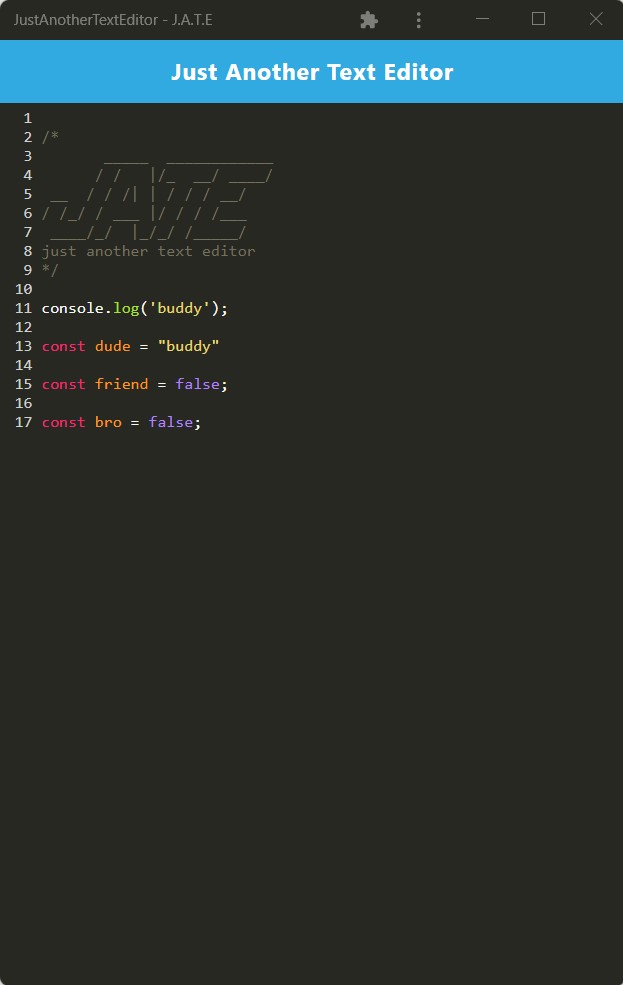 JustAnotherTextEditor - J.A.T.E
Just Another Text Editor
1
2 /*
3        _____  ____________
4       / /   |/_  __/ ____/
5  __  / / /| | / / / __/
6 / /_/ / ___ |/ / / /___
7  ____/_/  |_/_/ /_____/
8 just another text editor
9 */
10
11 console.log('buddy');
12
13 const dude = "buddy"
14
15 const friend = false;
16
17 const bro = false;